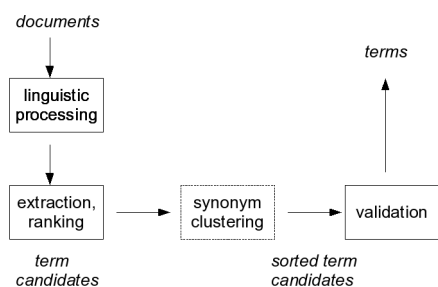 documents
terms
linguistic
processing
extraction,
ranking
synonym
clustering
validation
term
candidates
sorted term
candidates